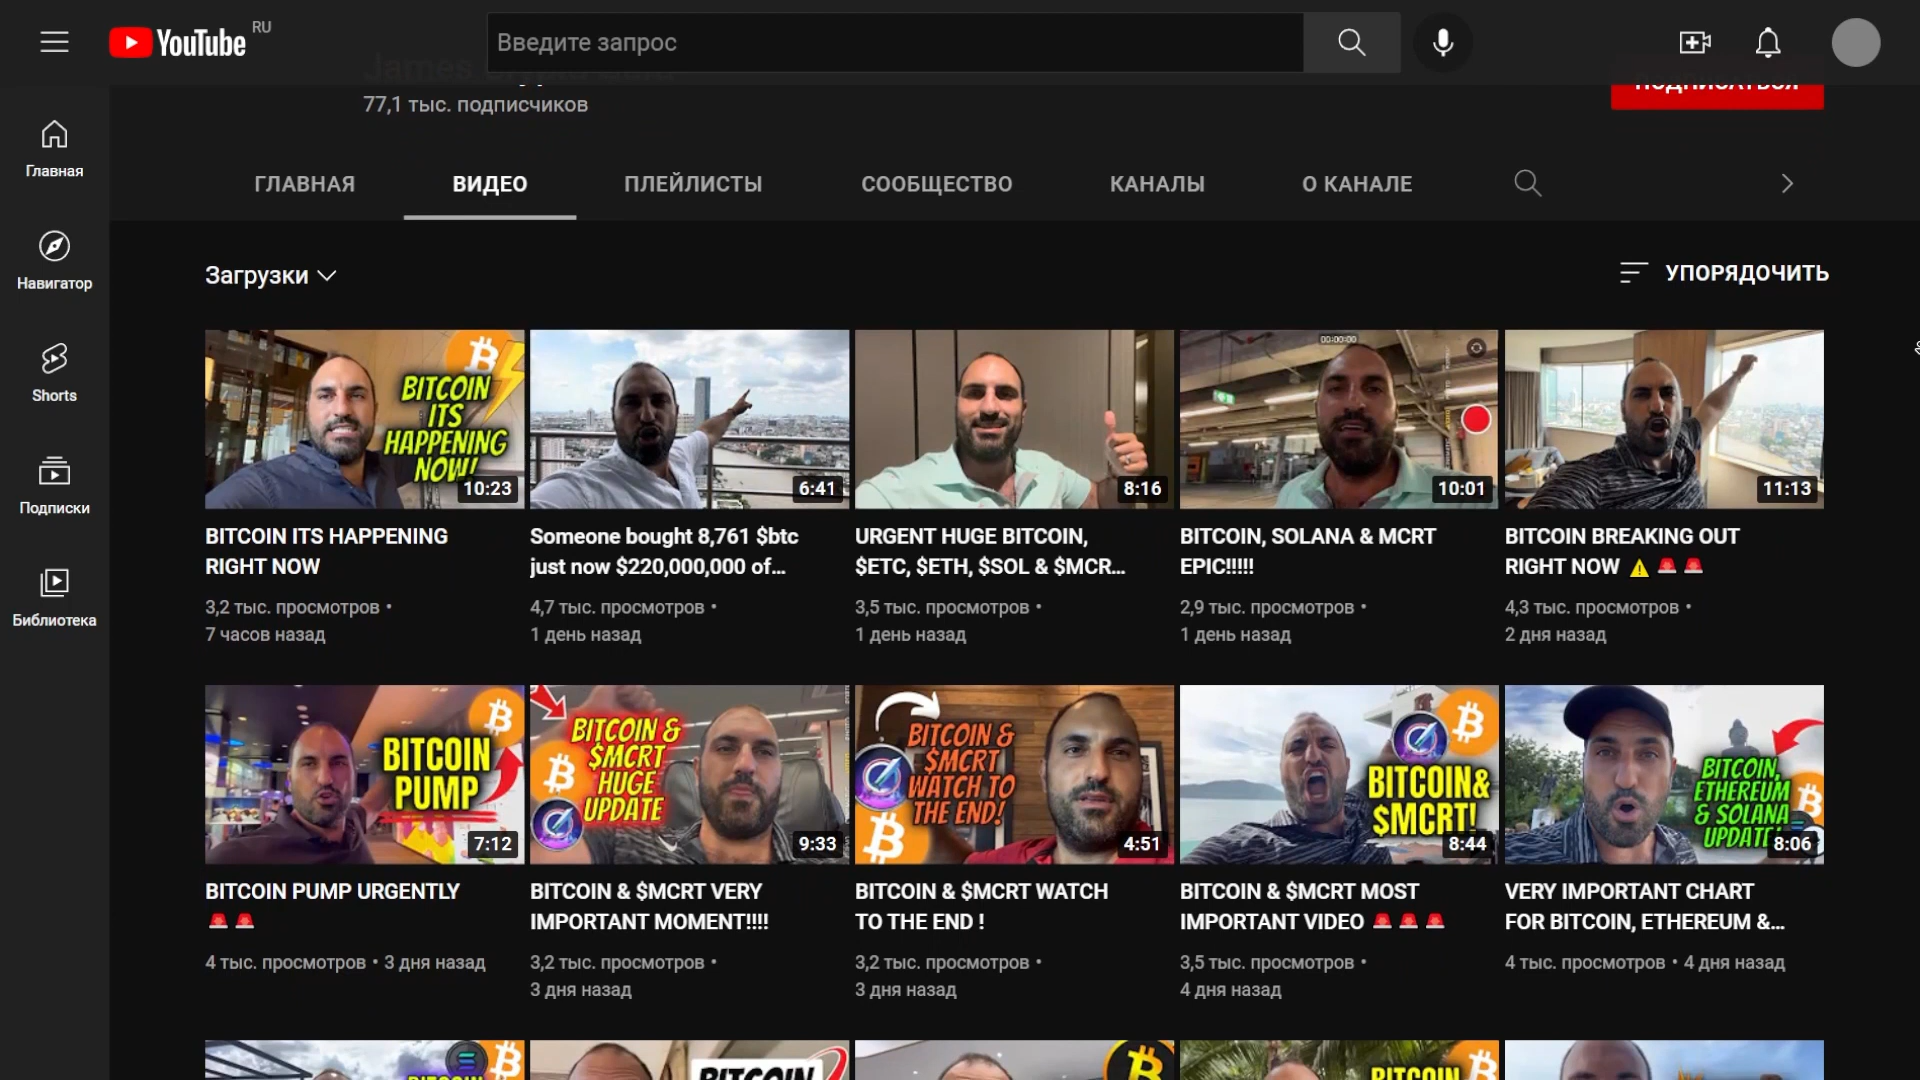 YouTube RU
Введите запрос
77,1 тыс. подписчиков
ПОДПИСАТЬСЯ
ГЛАВНАЯ
ВИДЕО
ПЛЕЙЛИСТЫ
СООБЩЕСТВО
КАНАЛЫ
О КАНАЛЕ
Главная
Навигатор
Shorts
Подписки
Библиотека
Загрузки
УПОРЯДОЧИТЬ
BITCOIN
ITS
HAPPENING
NOW!
10:23
6:41
8:16
00:00:00
10:01
11:13
BITCOIN ITS HAPPENING
RIGHT NOW
3,2 тыс. просмотров •
7 часов назад
Someone bought 8,761 $btc
just now $220,000,000 of...
4,7 тыс. просмотров •
1 день назад
URGENT HUGE BITCOIN,
$ETC, $ETH, $SOL & $MCR...
3,5 тыс. просмотров •
1 день назад
BITCOIN, SOLANA & MCRT
EPIC!!!!!
2,9 тыс. просмотров •
1 день назад
BITCOIN BREAKING OUT
RIGHT NOW ⚠️ 🚨 🚨
4,3 тыс. просмотров •
2 дня назад
BITCOIN
PUMP
7:12
BITCOIN &
$MCRT
HUGE
UPDATE
9:33
BITCOIN &
$MCRT
WATCH TO
THE END!
4:51
BITCOIN&
$MCRT!
8:44
BITCOIN,
ETHEREUM
& SOLANA
UPDATE
8:06
BITCOIN PUMP URGENTLY
🚨 🚨
4 тыс. просмотров • 3 дня назад
BITCOIN & $MCRT VERY
IMPORTANT MOMENT!!!!
3,2 тыс. просмотров •
3 дня назад
BITCOIN & $MCRT WATCH
TO THE END !
3,2 тыс. просмотров •
3 дня назад
BITCOIN & $MCRT MOST
IMPORTANT VIDEO 🚨 🚨 🚨
3,5 тыс. просмотров •
4 дня назад
VERY IMPORTANT CHART
FOR BITCOIN, ETHEREUM &...
4 тыс. просмотров • 4 дня назад
BITCOIN
BITCOIN
BITCOIN